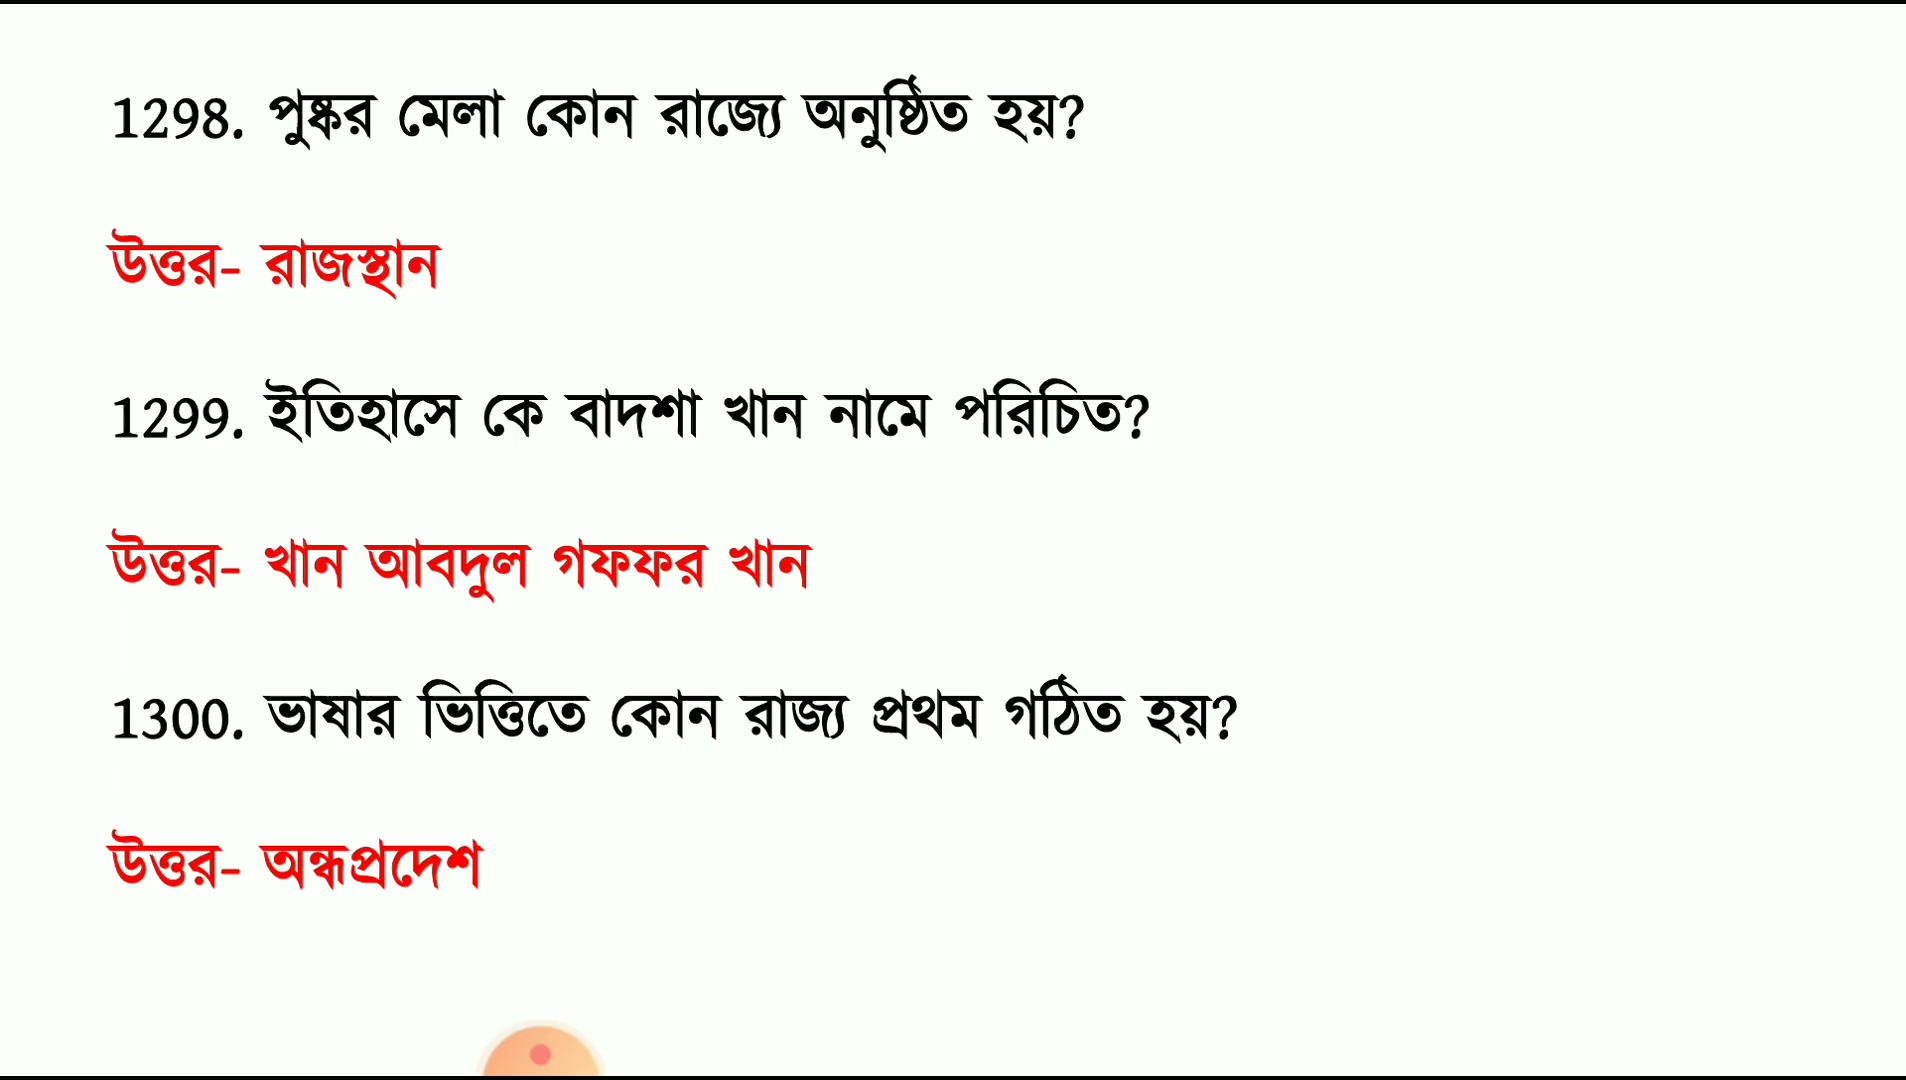 1298. পুষ্কর মেলা কোন রাজ্যে অনুষ্ঠিত হয়?
উত্তর- রাজস্থান
1299. ইতিহাসে কে বাদশা খান নামে পরিচিত?
উত্তর- খান আবদুল গফফর খান
1300. ভাষার ভিত্তিতে কোন রাজ্য প্রথম গঠিত হয়?
উত্তর- অন্ধপ্রদেশ